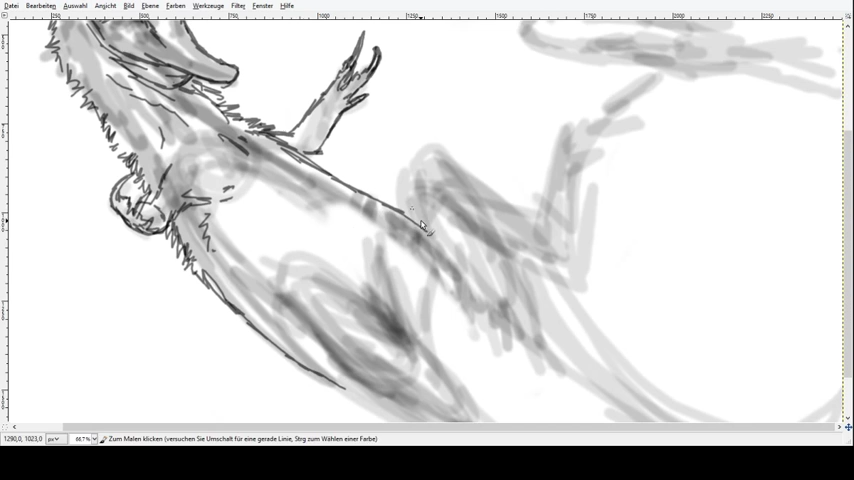 Datei Bearbeiten Auswahl Ansicht Bild Ebene Farben Werkzeuge Filter Fenster Hilfe
250 500 750 1000 1250 1500 1750 2000 2250
1290,0, 1023,0 px 66.7% Zum Malen klicken (versuchen Sie Umschalt für eine gerade Linie, Strg zum Wählen einer Farbe)